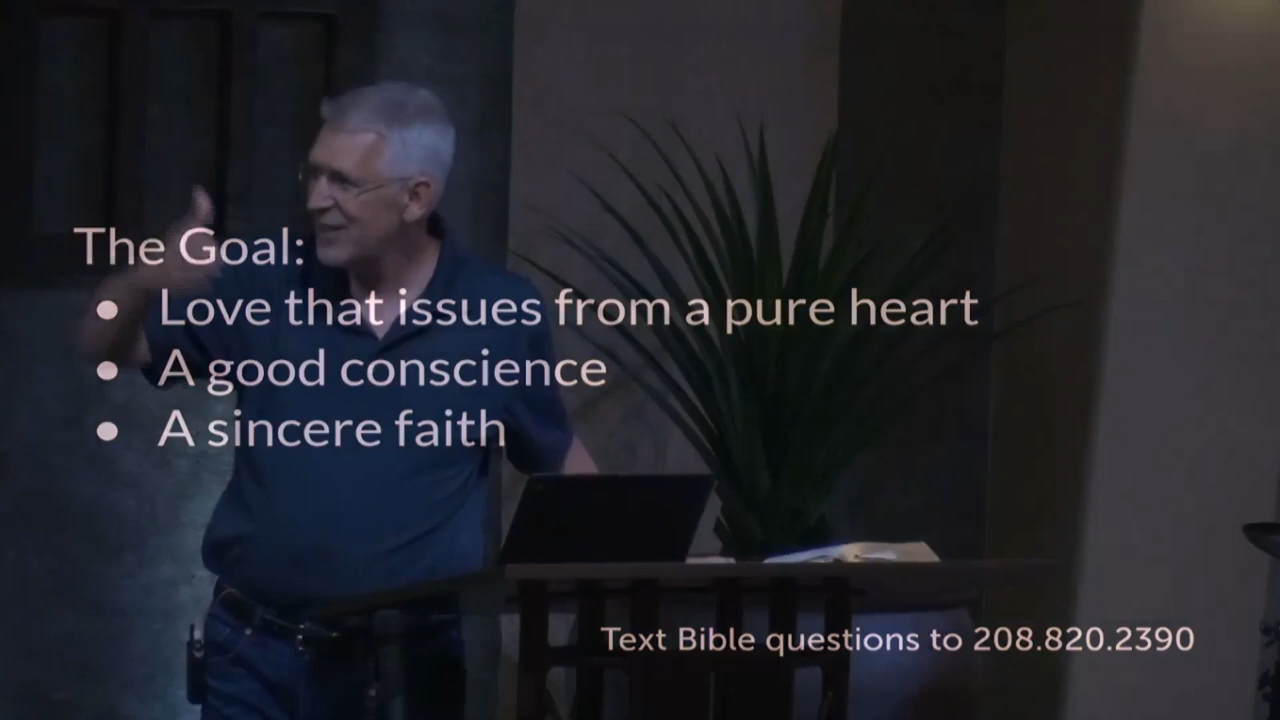 The Goal:
● Love that issues from a pure heart
● A good conscience
● A sincere faith
Text Bible questions to 208.820.2390